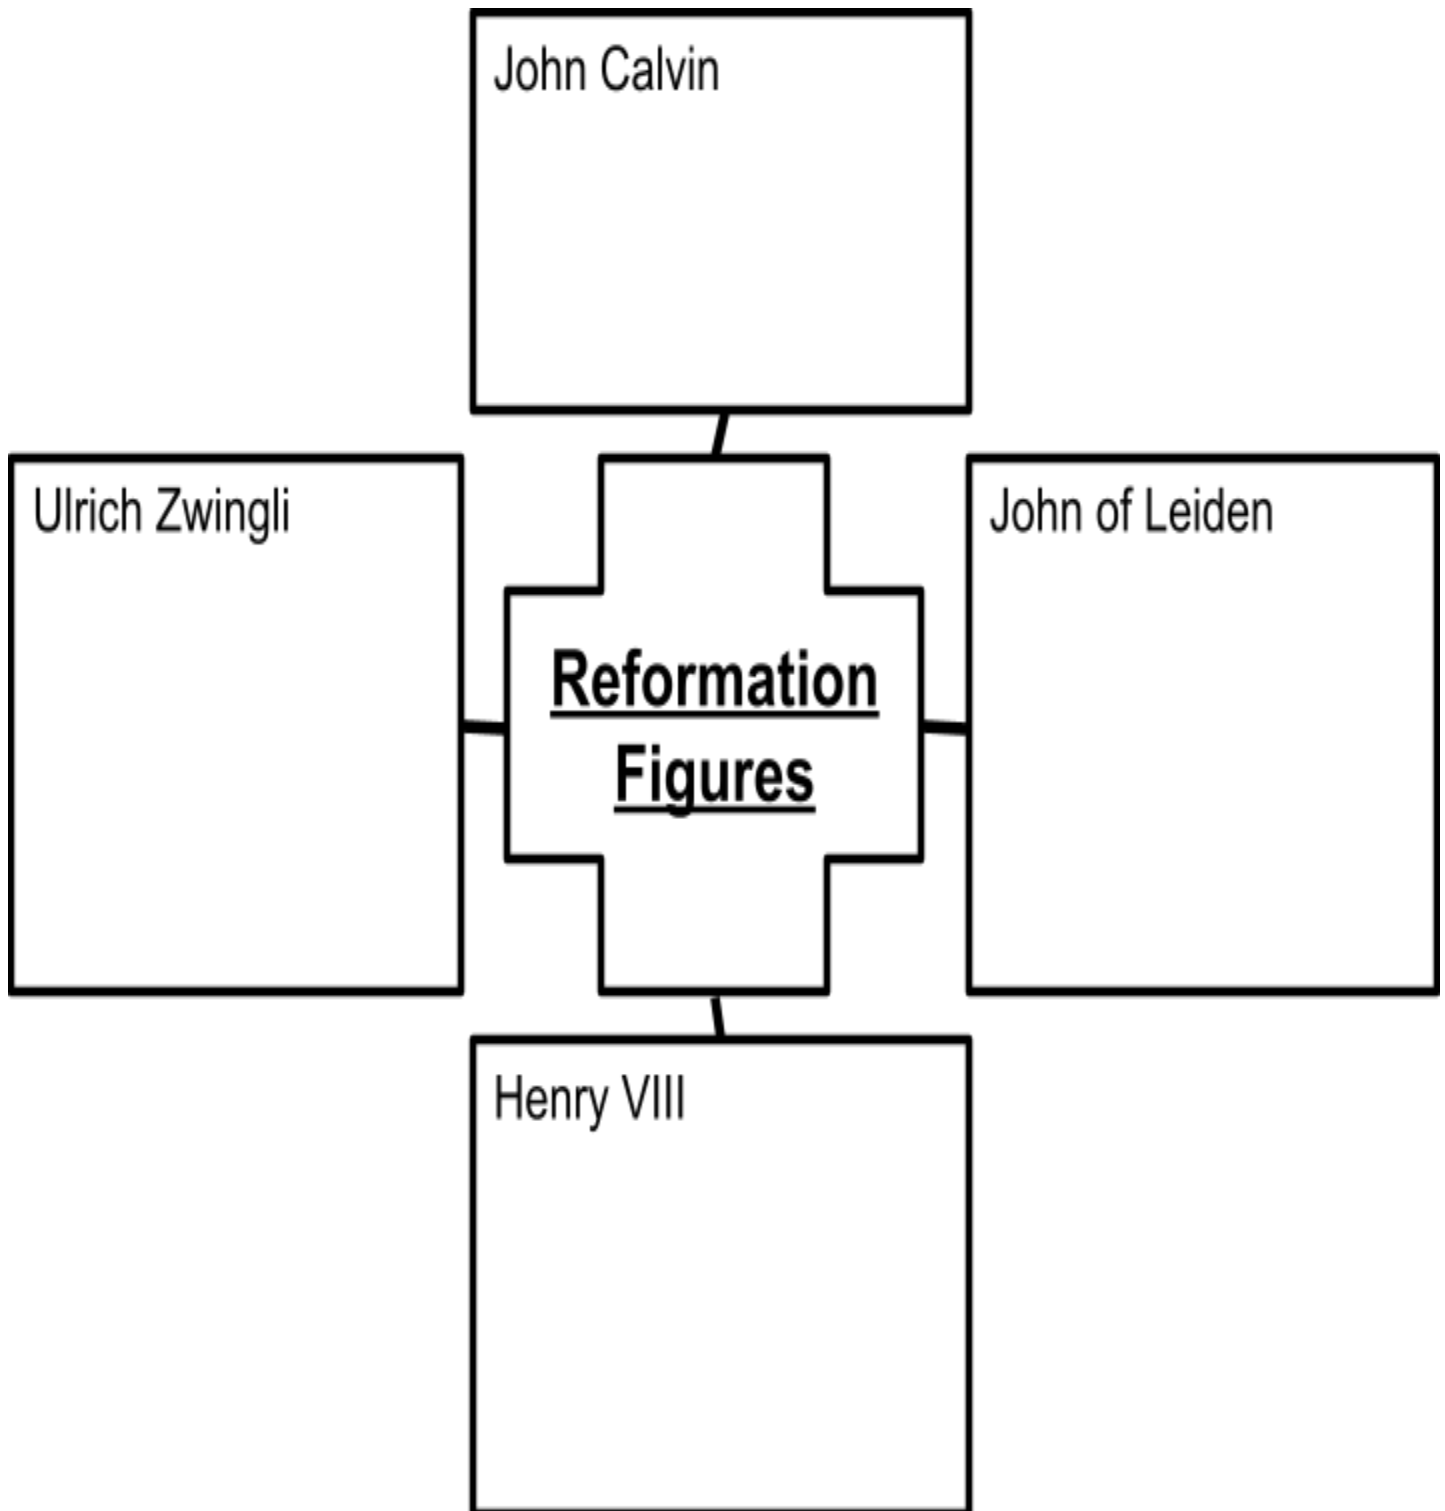 John Calvin
Ulrich Zwingli
John of Leiden
Reformation
Figures
Henry VIII